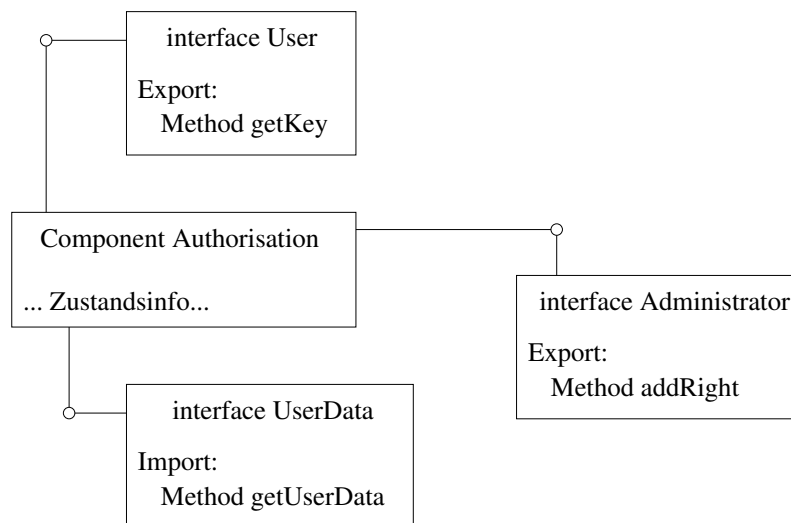 interface User
Export:
Method getKey
Component Authorisation
... Zustandsinfo...
interface Administrator
Export:
Method addRight
interface UserData
Import:
Method getUserData